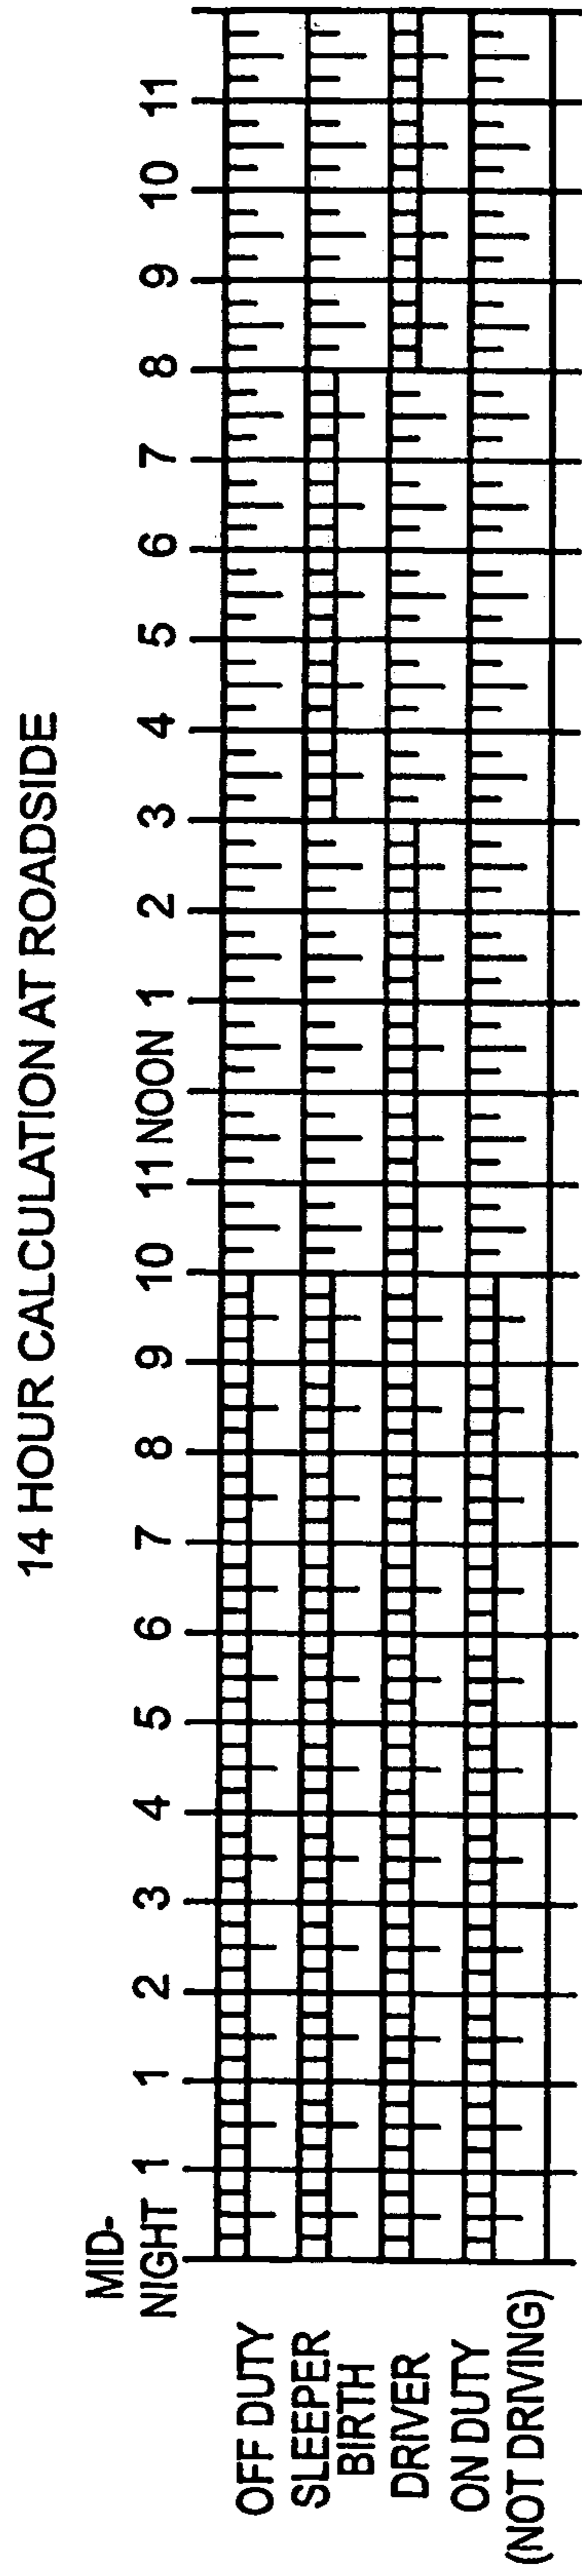 14 HOUR CALCULATION AT ROADSIDE
MID-
NIGHT 1 1 2 3 4 5 6 7 8 9 10 11 NOON 1 2 3 4 5 6 7 8 9 10 11
OFF DUTY
SLEEPER
BIRTH
DRIVER
ON DUTY
(NOT DRIVING)